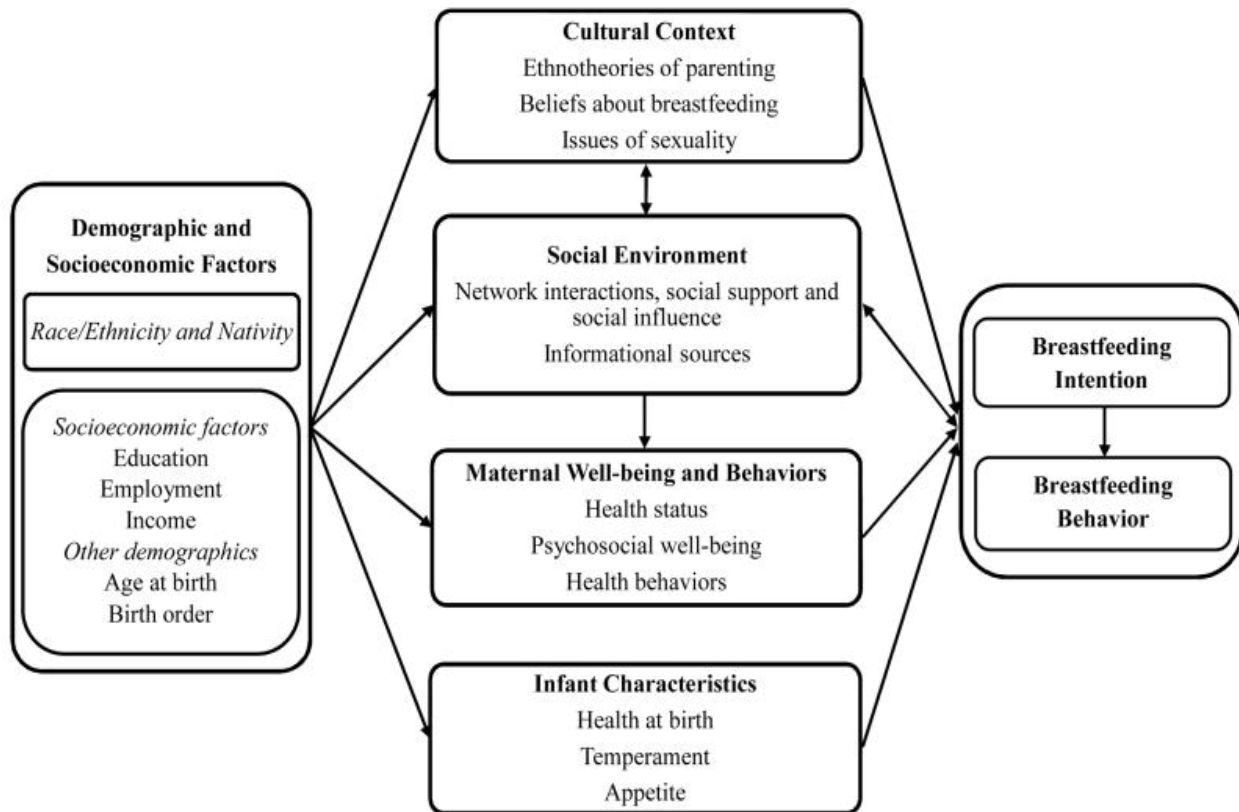 Cultural Context
Ethnotheories of parenting
Beliefs about breastfeeding
Issues of sexuality
Demographic and
Socioeconomic Factors
Race/Ethnicity and Nativity
Socioeconomic factors
Education
Employment
Income
Other demographics
Age at birth
Birth order
Social Environment
Network interactions, social support and
social influence
Informational sources
Maternal Well-being and Behaviors
Health status
Psychosocial well-being
Health behaviors
Infant Characteristics
Health at birth
Temperament
Appetite
Breastfeeding
Intention
Breastfeeding
Behavior